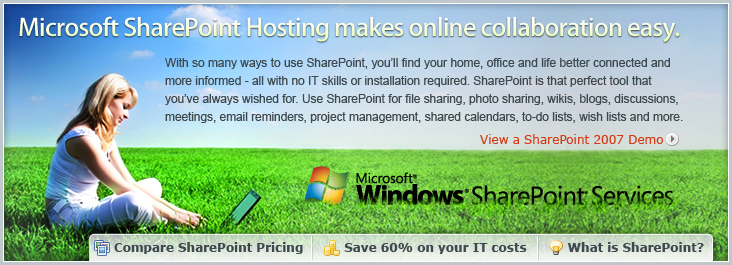 Microsoft SharePoint Hosting makes online collaboration easy.
With so many ways to use SharePoint, you'll find your home, office and life better connected and
more informed - all with no IT skills or installation required. SharePoint is that perfect tool that
you've always wished for. Use SharePoint for file sharing, photo sharing, wikis, blogs, discussions,
meetings, email reminders, project management, shared calendars, to-do lists, wish lists and more.
View a SharePoint 2007 Demo
Microsoft®
Windows® SharePoint Services
Compare SharePoint Pricing
Save 60% on your IT costs
What is SharePoint?